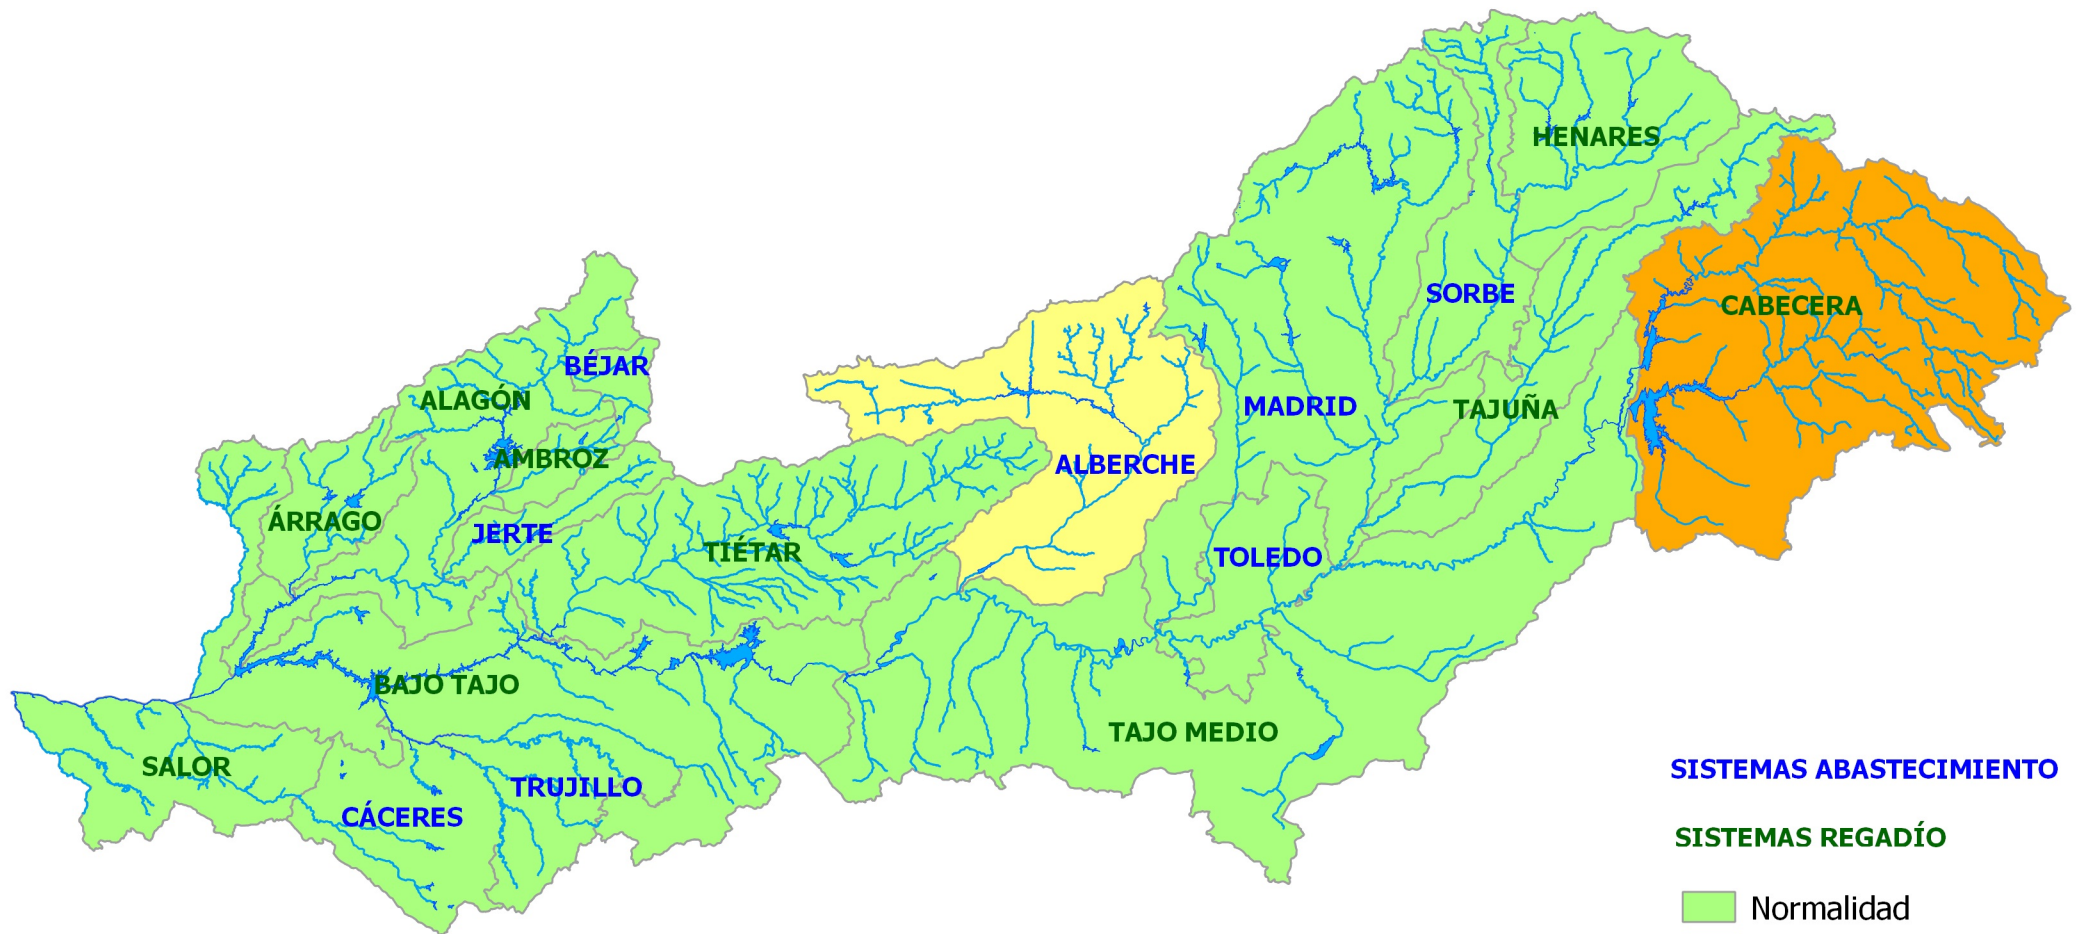 HENARES
SORBE
CABECERA
BÉJAR
ALAGÓN
MADRID
TAJUÑA
AMBROZ
ALBERCHE
ÁRRAGO
JERTE
TIÉTAR
TOLEDO
BAJO TAJO
TAJO MEDIO
SALOR
TRUJILLO
CÁCERES
SISTEMAS ABASTECIMIENTO
SISTEMAS REGADÍO
Normalidad